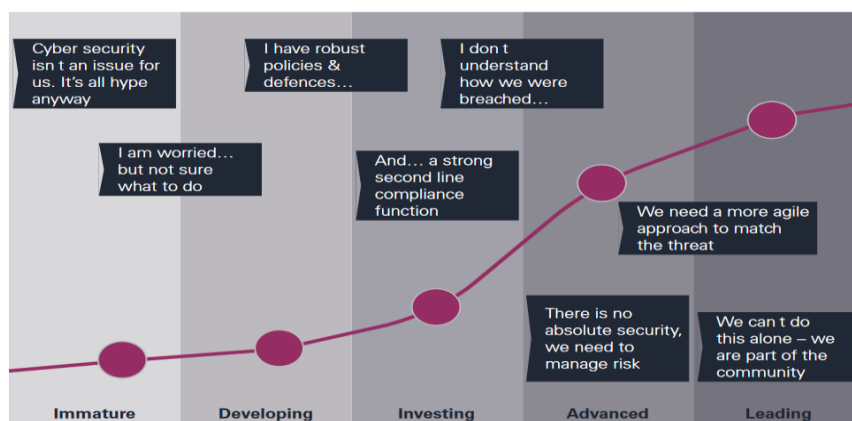 Cyber security
isn t an issue for
us. It's all hype
anyway
I am worried...
but not sure
what to do
I have robust
policies &
defences...
And... a strong
second line
compliance
function
I don t
understand
how we were
breached...
There is no
absolute security,
we need to
manage risk
We need a more agile
approach to match
the threat
We can t do
this alone – we
are part of the
community
Immature
Developing
Investing
Advanced
Leading